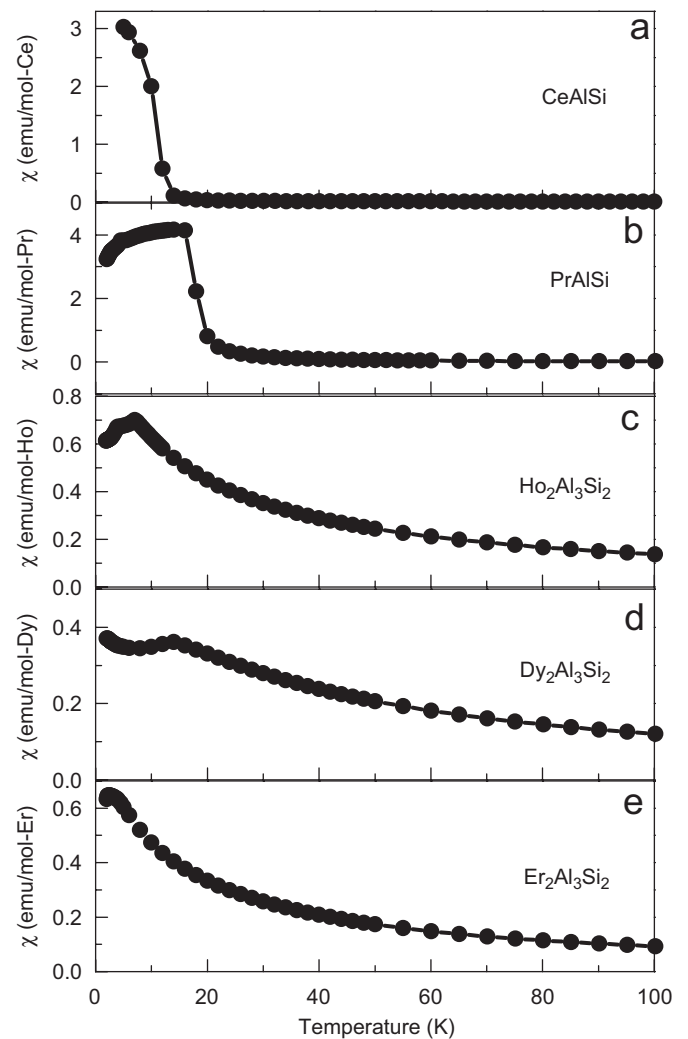 a
3
2
1
0
χ (emu/mol-Ce)
CeAlSi
b
4
2
0
χ (emu/mol-Pr)
PrAlSi
c
0.8
0.6
0.4
0.2
0.0
χ (emu/mol-Ho)
Ho₂Al₃Si₂
d
0.4
0.2
0.0
χ (emu/mol-Dy)
Dy₂Al₃Si₂
e
0.6
0.4
0.2
0.0
χ (emu/mol-Er)
Er₂Al₃Si₂
0 20 40 60 80 100
Temperature (K)